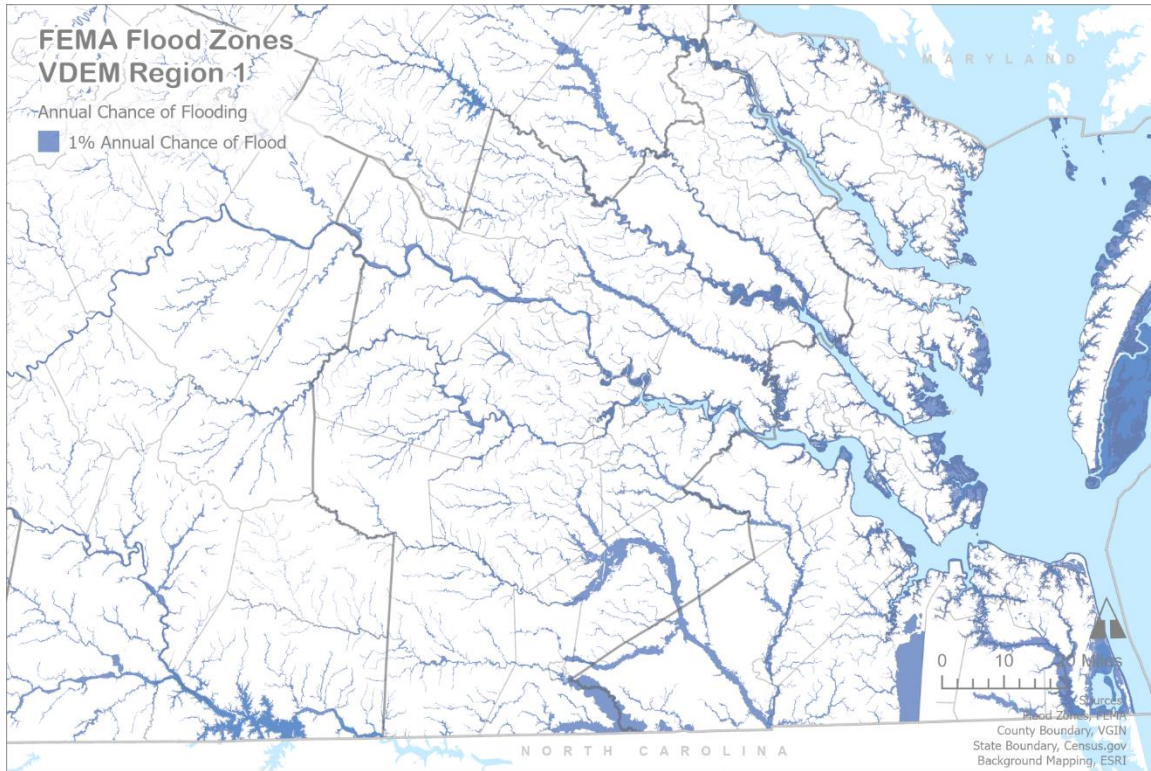 FEMA Flood Zones
VDEM Region 1
Annual Chance of Flooding
1% Annual Chance of Flood
MARYLAND
0 10 20 Miles
Sources
Flood Zones, FEMA
County Boundary, VGIN
State Boundary, Census.gov
Background Mapping, ESRI
NORTH CAROLINA